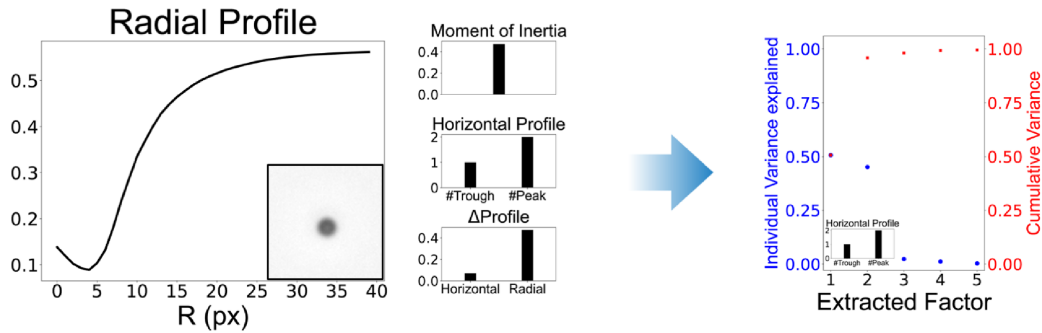 Radial Profile
0.5
0.4
0.3
0.2
0.1
0 5 10 15 20 25 30 35 40
R (px)
Moment of Inertia
0.4
0.2
0.0
Horizontal Profile
2
1
0
#Trough #Peak
ΔProfile
0.4
0.2
0.0
Horizontal Radial
Individual Variance explained
1.00
0.75
0.50
0.25
0.00
Horizontal Profile
2
1
0
#Trough #Peak
1 2 3 4 5
Extracted Factor
1.00
0.75
0.50
0.25
0.00
Cumulative Variance